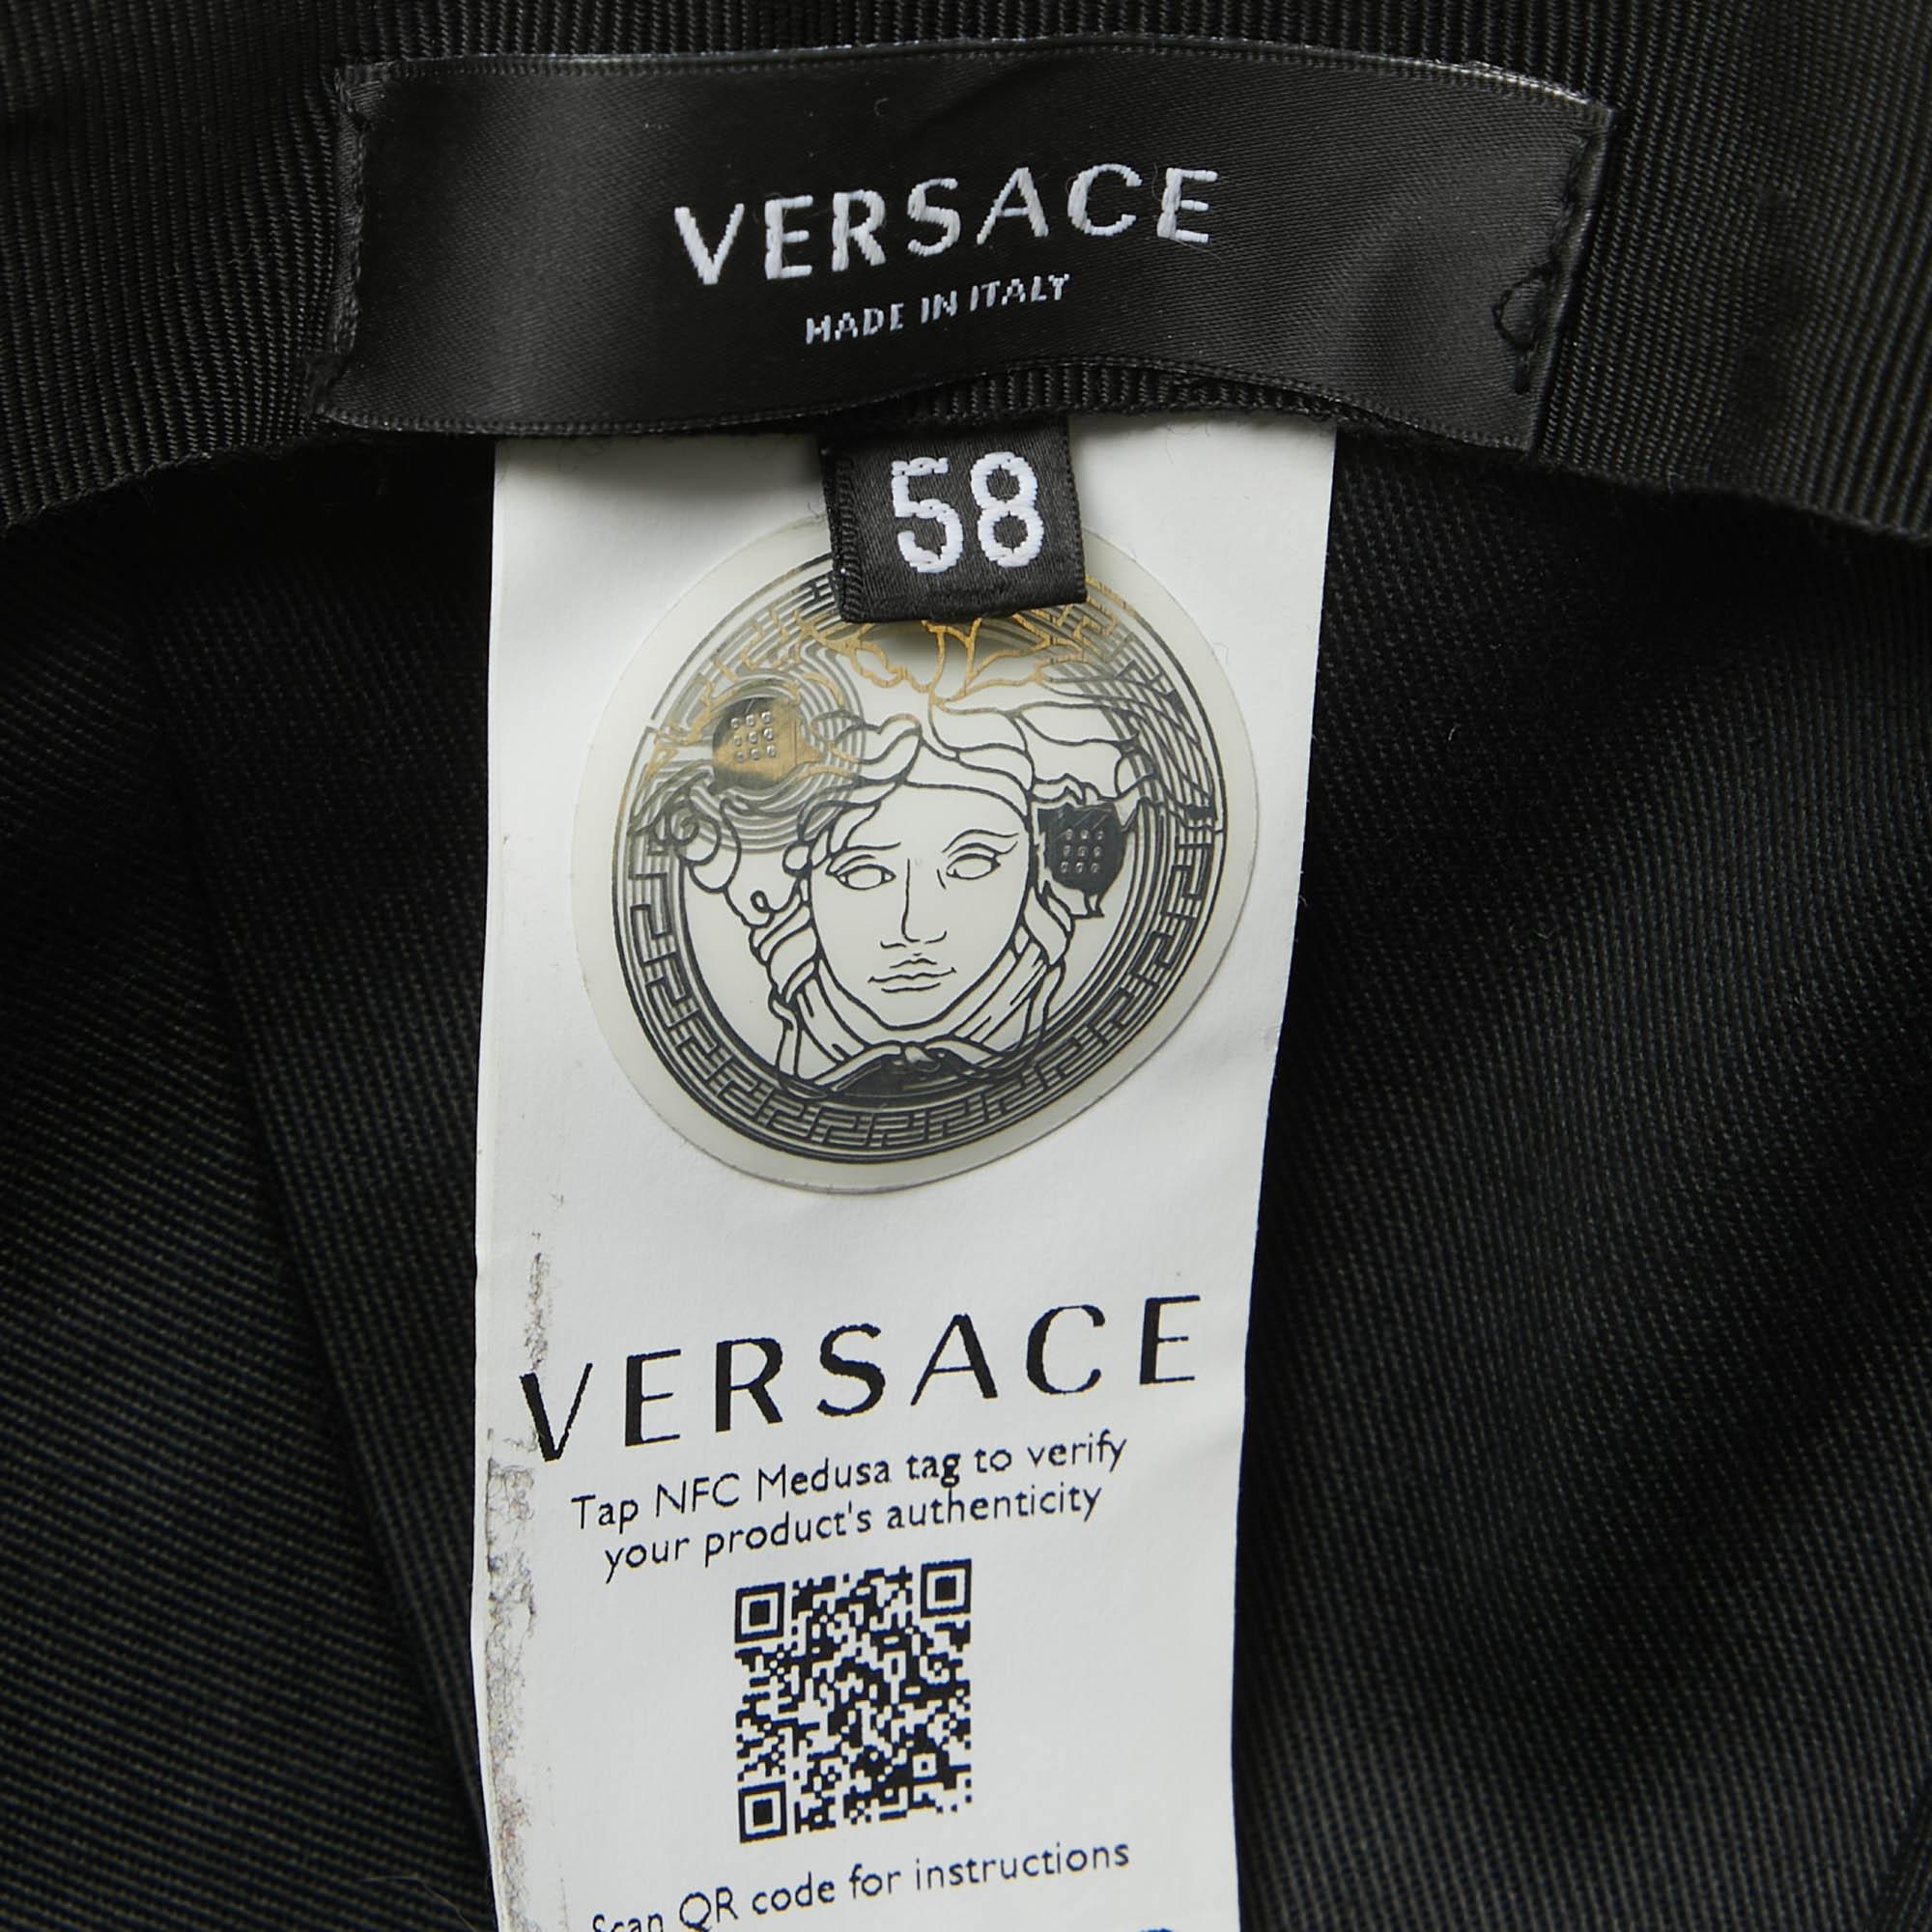 VERSACE
MADE IN ITALY
58
VERSACE
Tap NFC Medusa tag to verify
your product's authenticity
Scan QR code for instructions